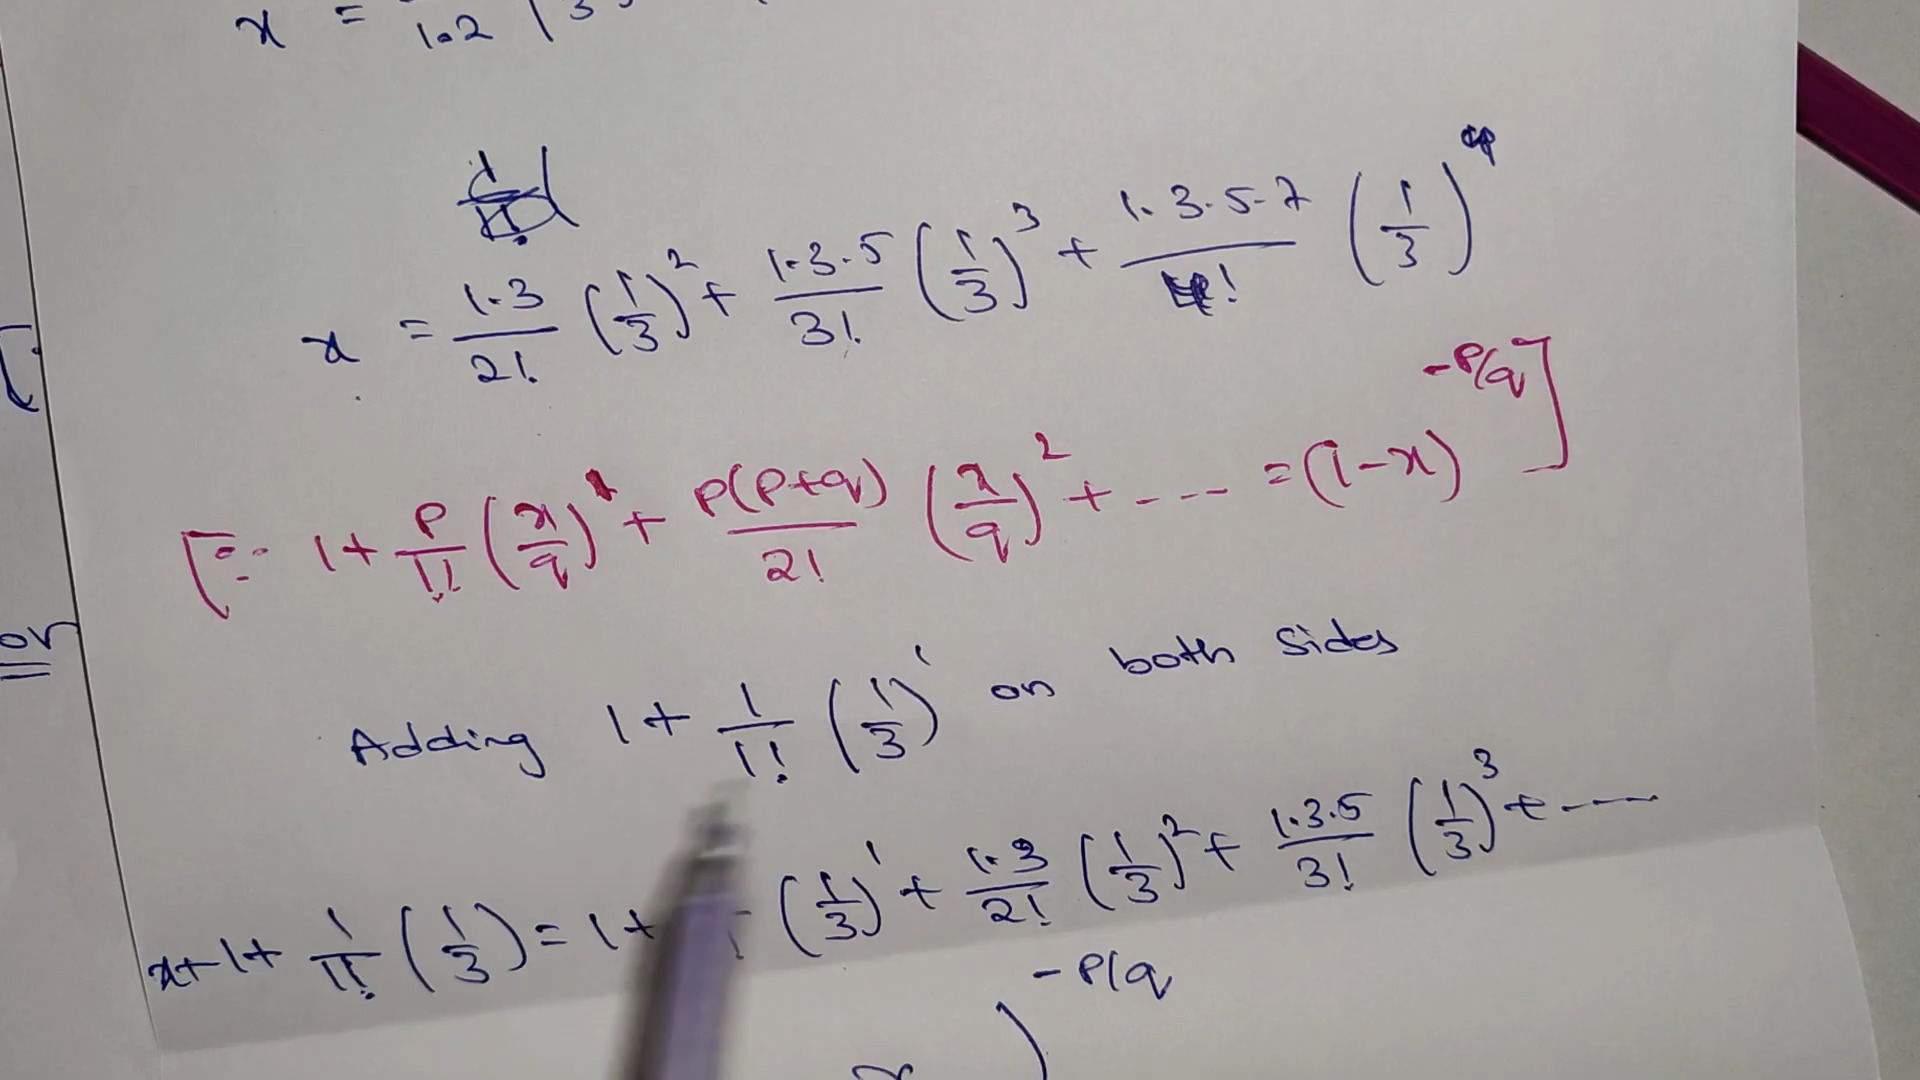 x = 1.2 ( 3
x = 1.3/2! (1/3)^2 + 1.3.5/3! (1/3)^3 + 1.3.5.7/4! (1/3)^4
[∵ 1 + P/1! (x/q)^1 + P(P+q)/2! (x/q)^2 + ---- = (1-x)^-P/q]
or
Adding 1 + 1/1! (1/3)^1 on both sides
x+1+ 1/1! (1/3) = 1+ (1/3)^1 + 1.3/2! (1/3)^2 + 1.3.5/3! (1/3)^3 + ----
)^-P/q